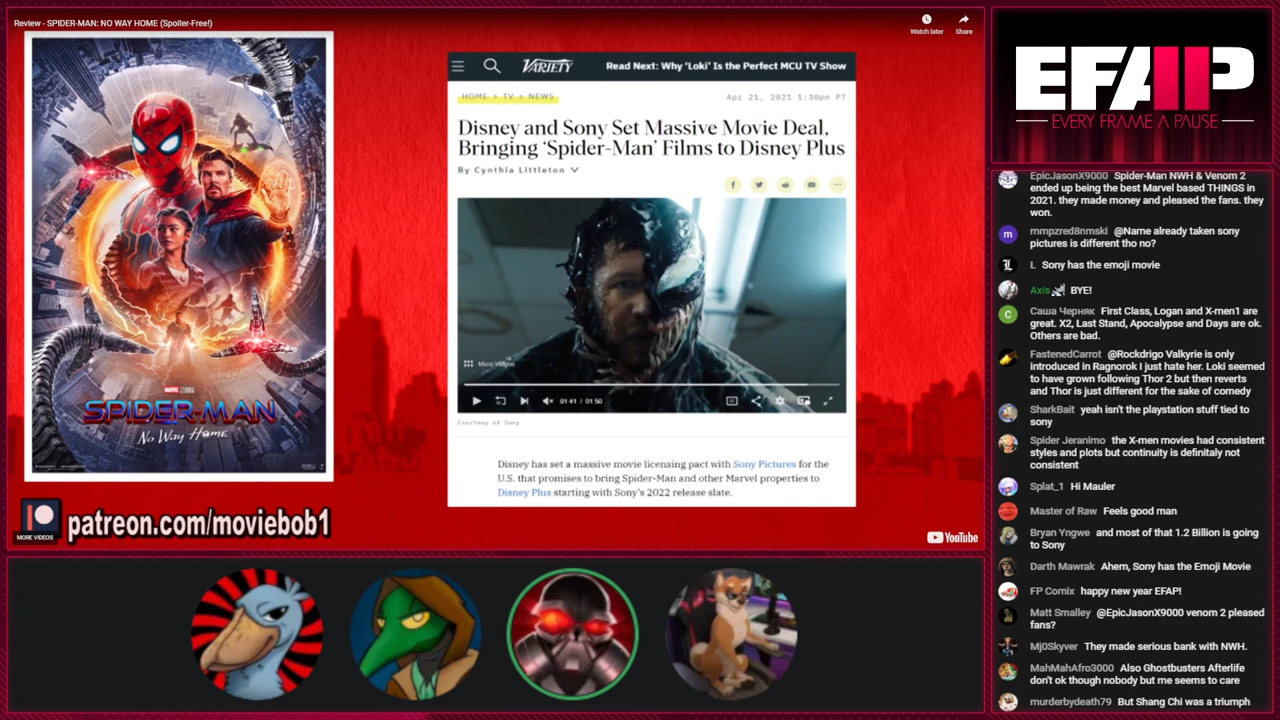 Review - SPIDER-MAN: NO WAY HOME (Spoiler-Free!)
Watch later
Share
MARVEL STUDIOS
SPIDER-MAN
No Way Home
VARIETY
Read Next: Why 'Loki' Is the Perfect MCU TV Show
HOME > TV > NEWS
Apr 21, 2021 1:30pm PT
Disney and Sony Set Massive Movie Deal,
Bringing 'Spider-Man' Films to Disney Plus
By Cynthia Littleton
More Videos
01:41 / 01:50
Courtesy of Sony
Disney has set a massive movie licensing pact with Sony Pictures for the
U.S. that promises to bring Spider-Man and other Marvel properties to
Disney Plus starting with Sony's 2022 release slate.
MORE VIDEOS
patreon.com/moviebob1
YouTube
EFAP
EVERY FRAME A PAUSE
EpicJasonX9000 Spider-Man NWH & Venom 2
ended up being the best Marvel based THINGS in
2021. they made money and pleased the fans. they
won.
m
mmpzred8nmski @Name already taken sony
pictures is different tho no?
L Sony has the emoji movie
Axis BYE!
C
Саша Черняк First Class, Logan and X-men1 are
great. X2, Last Stand, Apocalypse and Days are ok.
Others are bad.
FastenedCarrot @Rockdrigo Valkyrie is only
introduced in Ragnorok I just hate her. Loki seemed
to have grown following Thor 2 but then reverts
and Thor is just different for the sake of comedy
SharkBait yeah isn't the playstation stuff tied to
sony
Spider Jeranimo the X-men movies had consistent
styles and plots but continuity is definitaly not
consistent
Splat_1 Hi Mauler
Master of Raw Feels good man
Bryan Yngwe and most of that 1.2 Billion is going
to Sony
Darth Mawrak Ahem, Sony has the Emoji Movie
FP Comix happy new year EFAP!
Matt Smalley @EpicJasonX9000 venom 2 pleased
fans?
Mj0Skyver They made serious bank with NWH.
MahMahAfro3000 Also Ghostbusters Afterlife
don't ok though nobody but me seems to care
murderbydeath79 But Shang Chi was a triumph